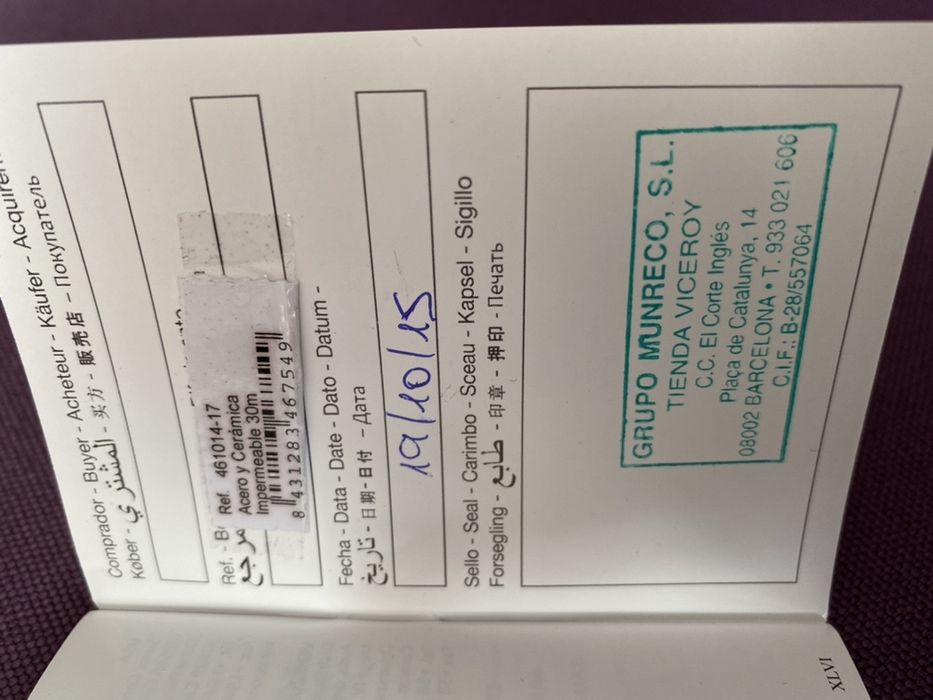 Comprador - Buyer - Acheteur - Käufer - Acquiren
Køber - المشتري - 买方 - 販売店 - Покупатель
Ref. - B
مرجع
Ref. 461014-17
Acero y Cerámica
Impermeable 30m
8 431283 467549
Fecha - Data - Date - Dato - Datum -
تاريخ - 日期 - 日付 - Дата
19/10/15
Sello - Seal - Carimbo - Sceau - Kapsel - Sigillo
Forsegling - طابع - 印章 - 押印 - Печать
GRUPO MUNRECO, S.L.
TIENDA VICEROY
C.C. El Corte Inglés
Plaça de Catalunya, 14
08002 BARCELONA • T. 933 021 606
C.I.F.: B-28/557064
XLVI